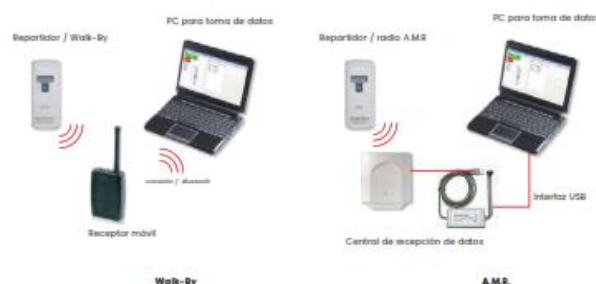 PC para toma de datos
Repartidor / Walk-By
conexión / bluetooth
Receptor móvil
Walk-By
PC para toma de dato
Repartidor / radio A.M.R
Interfaz USB
Central de recepción de datos
A.M.R.